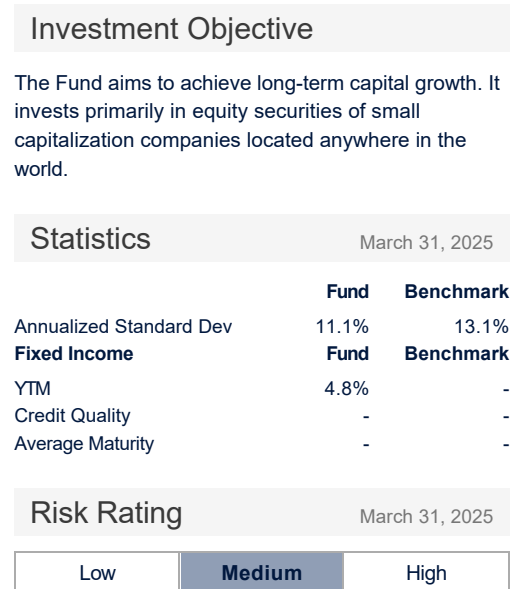 Investment Objective
The Fund aims to achieve long-term capital growth. It
invests primarily in equity securities of small
capitalization companies located anywhere in the
world.
Statistics March 31, 2025
Fund Benchmark
Annualized Standard Dev 11.1% 13.1%
Fixed Income Fund Benchmark
YTM 4.8% -
Credit Quality - -
Average Maturity - -
Risk Rating March 31, 2025
Low Medium High